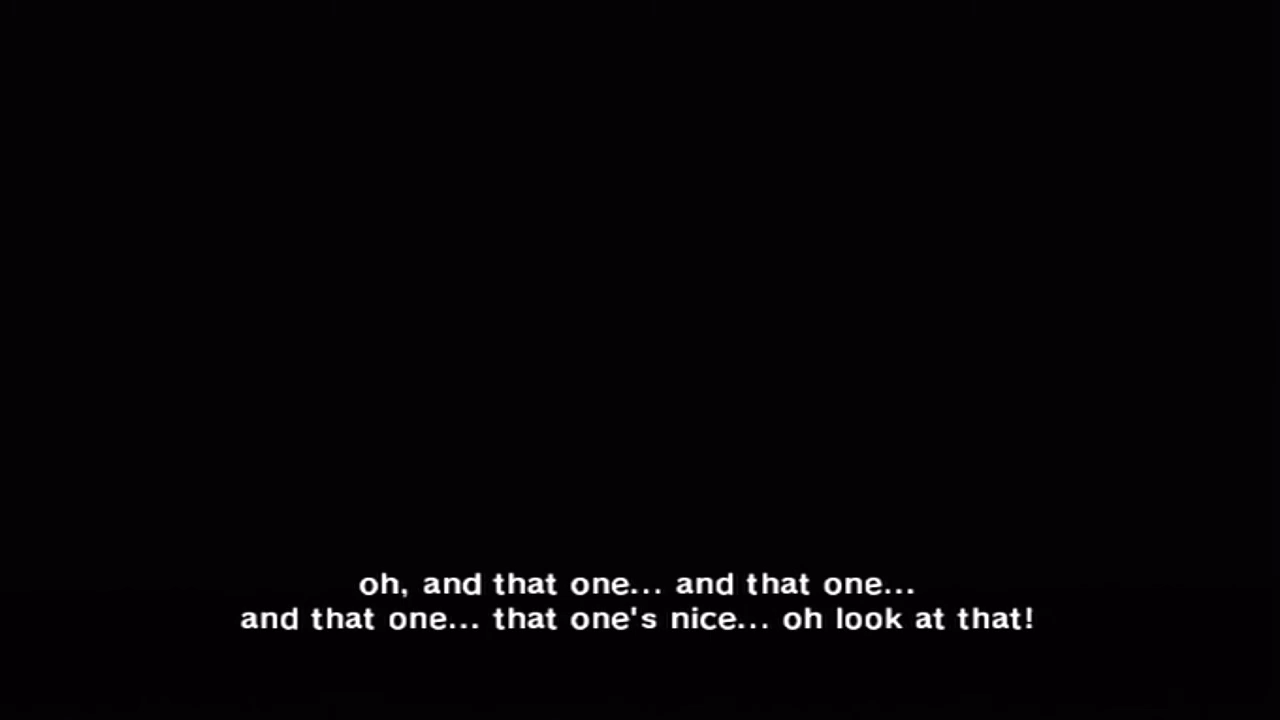 oh, and that one... and that one...
and that one... that one's nice... oh look at that!